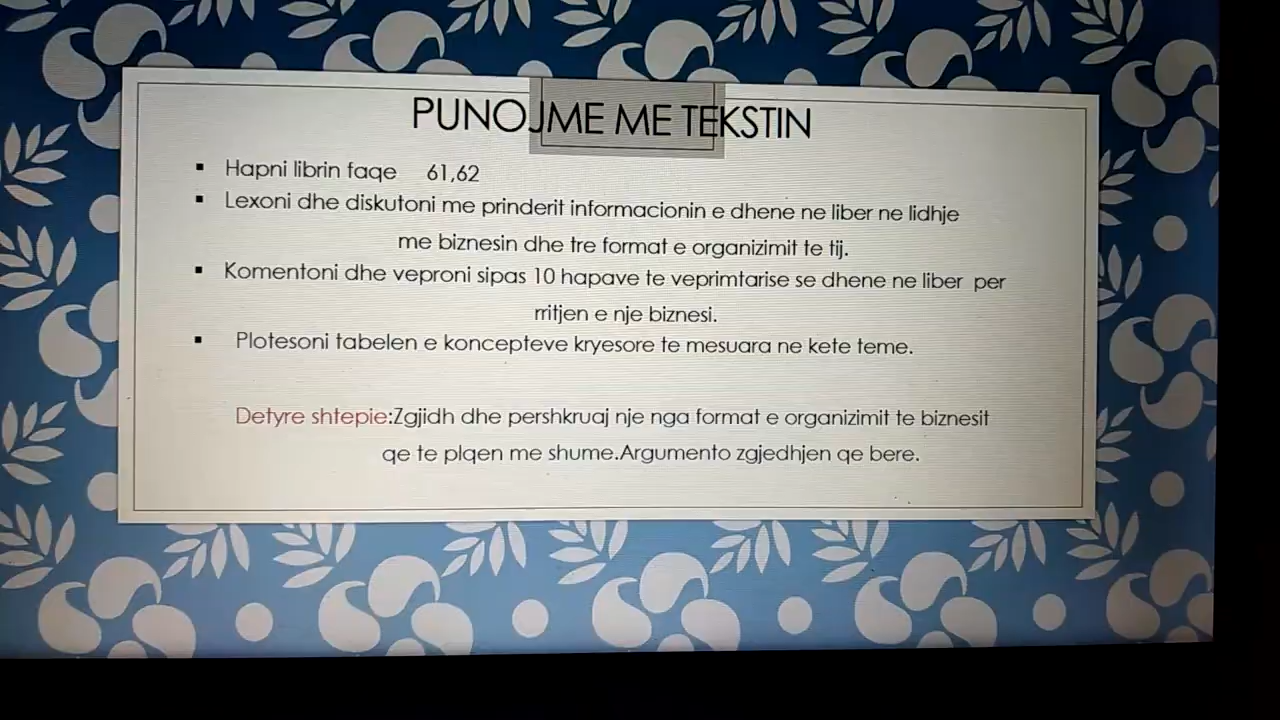 PUNOJME ME TEKSTIN
▪ Hapni librin faqe 61,62
▪ Lexoni dhe diskutoni me prinderit informacionin e dhene ne liber ne lidhje
me biznesin dhe tre format e organizimit te tij.
▪ Komentoni dhe veproni sipas 10 hapave te veprimtarise se dhene ne liber per
rritjen e nje biznesi.
▪ Plotesoni tabelen e koncepteve kryesore te mesuara ne kete teme.
Detyre shtepie:Zgjidh dhe pershkruaj nje nga format e organizimit te biznesit
qe te plqen me shume.Argumento zgjedhjen qe bere.